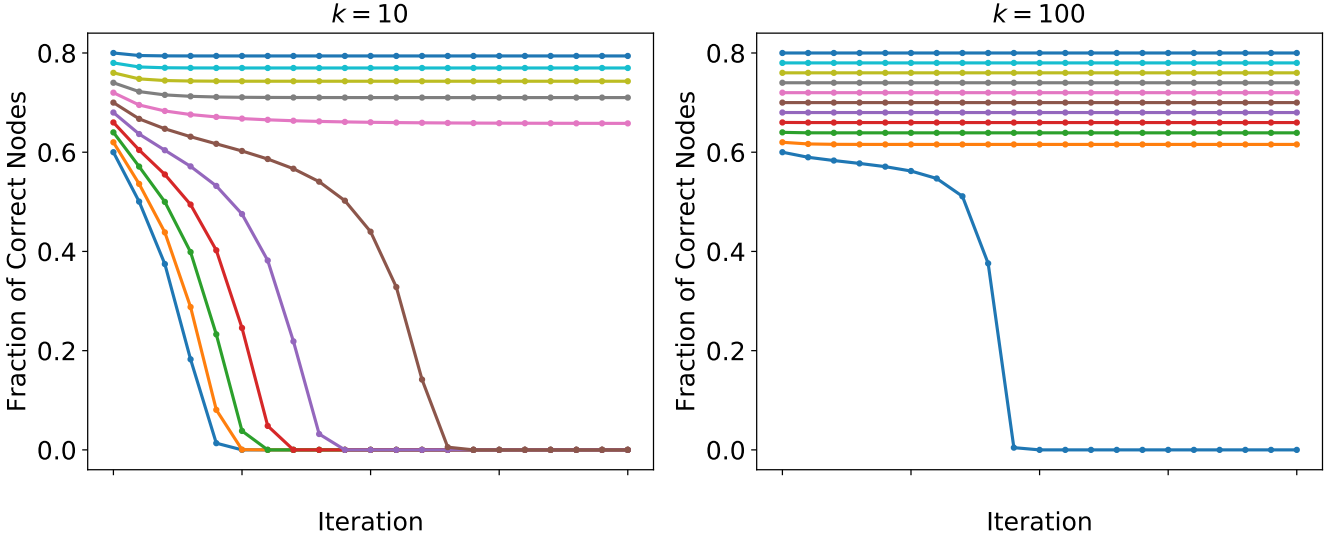 k = 10
Fraction of Correct Nodes
0.8
0.6
0.4
0.2
0.0
Iteration
k = 100
Fraction of Correct Nodes
0.8
0.6
0.4
0.2
0.0
Iteration